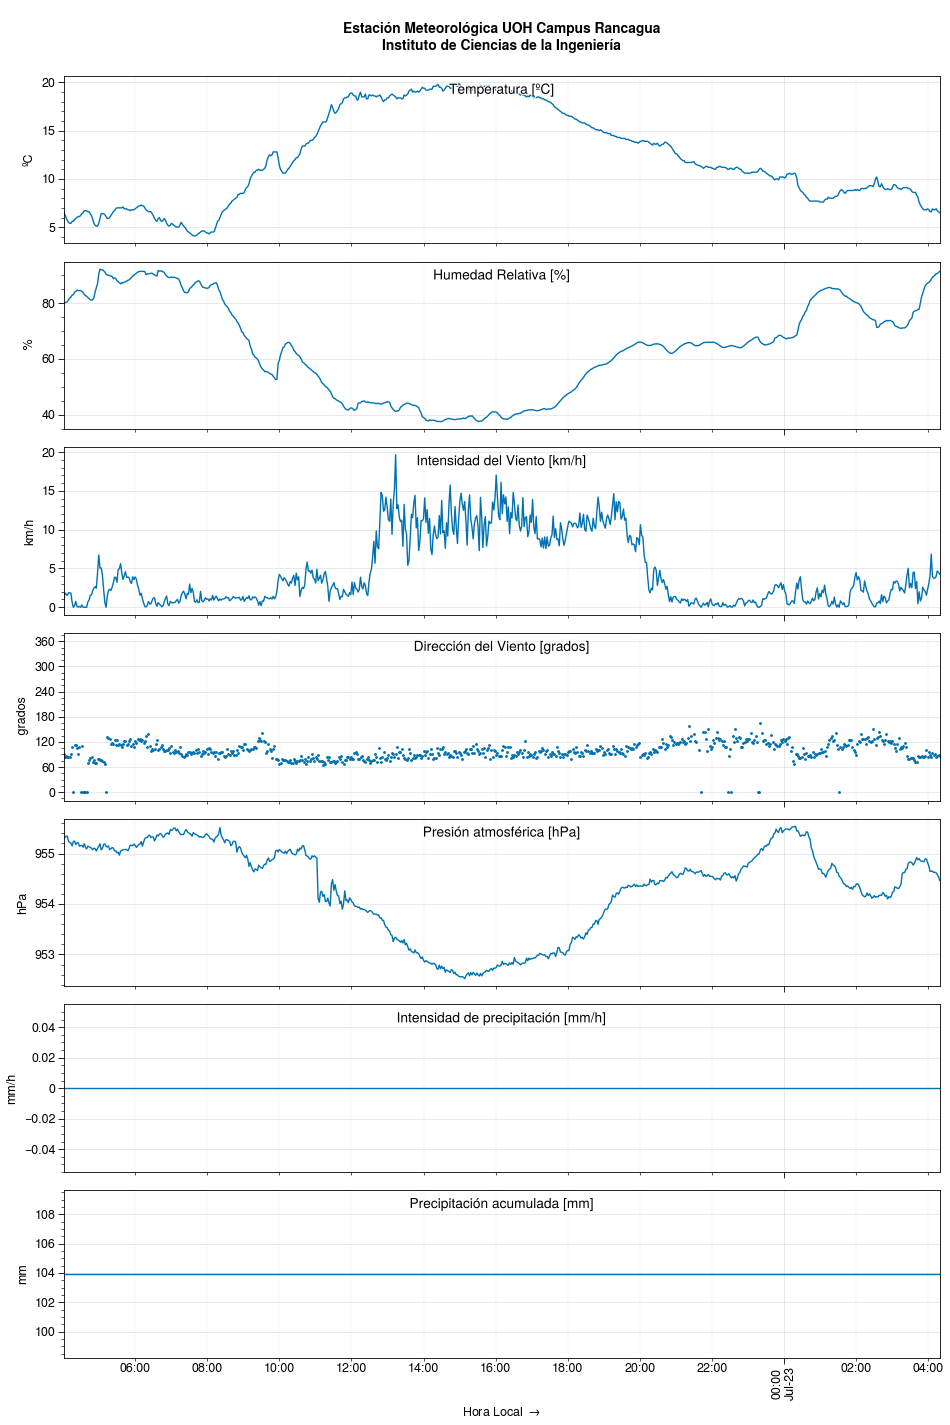 Estación Meteorológica UOH Campus Rancagua
Instituto de Ciencias de la Ingeniería
Temperatura [ºC]
ºC
20
15
10
5
Humedad Relativa [%]
%
80
60
40
Intensidad del Viento [km/h]
km/h
20
15
10
5
0
Dirección del Viento [grados]
grados
360
300
240
180
120
60
0
Presión atmosférica [hPa]
hPa
955
954
953
Intensidad de precipitación [mm/h]
mm/h
0.04
0.02
0
−0.02
−0.04
Precipitación acumulada [mm]
mm
108
106
104
102
100
06:00 08:00 10:00 12:00 14:00 16:00 18:00 20:00 22:00 00:00 02:00 04:00
Jul-23
Hora Local →